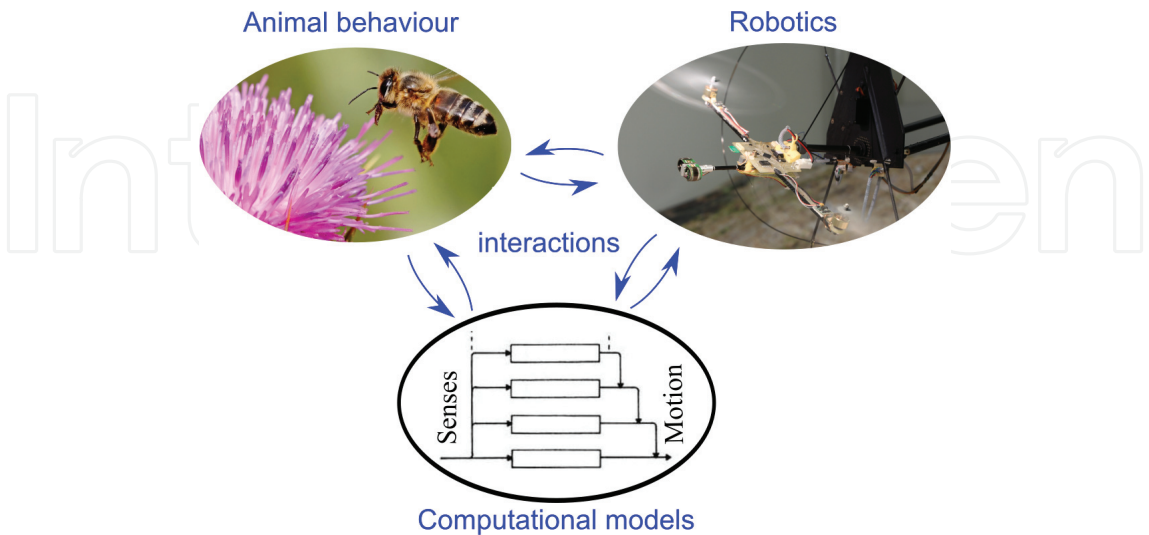 Animal behaviour
Robotics
interactions
Senses
Motion
Computational models